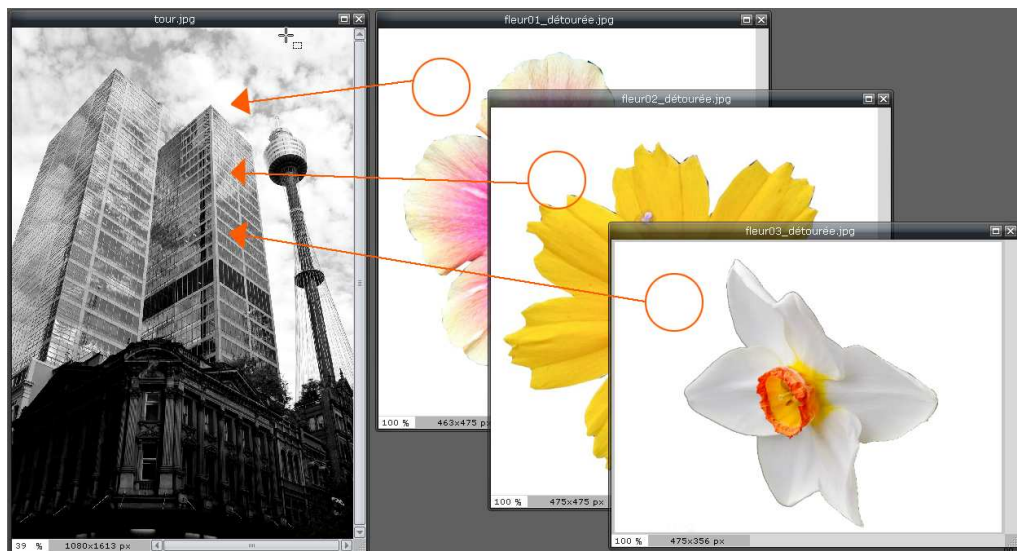 tour.jpg
fleur01_détourée.jpg
fleur02_détourée.jpg
fleur03_détourée.jpg
100 % 463x475 px
100 % 475x475 px
39 % 1080x1613 px
100 % 475x356 px